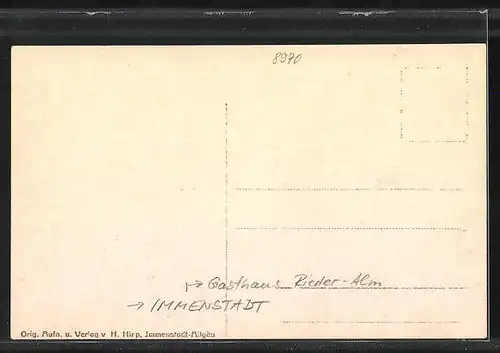 8970
→ Gasthaus Rieder-Alm
→ IMMENSTADT
Orig. Aufn. u. Verlag v. H. Hirp, Immenstadt-Allgäu